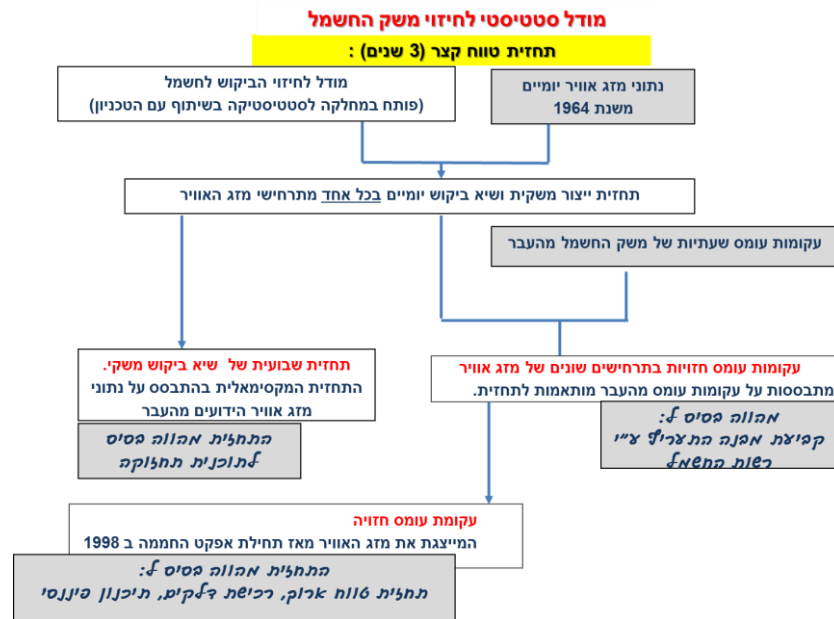 מודל סטטיסטי לחיזוי משק החשמל
תחזית טווח קצר (3 שנים) :
מודל לחיזוי הביקוש לחשמל
(פותח במחלקה לסטטיסטיקה בשיתוף עם הטכניון)
נתוני מזג אוויר יומיים
משנת 1964
תחזית ייצור משקית ושיא ביקוש יומיים בכל אחד מתרחישי מזג האוויר
עקומות עומס שעתיות של משק החשמל מהעבר
עקומות עומס חזויות בתרחישים שונים של מזג אוויר
מתבססות על עקומות עומס מהעבר מותאמות לתחזית.
מהווה בסיס ל:
קביעת מבנה התעריף ע"י
רשות החשמל
תחזית שבועית של שיא ביקוש משקי.
התחזית המקסימאלית בהתבסס על נתוני
מזג אוויר הידועים מהעבר
התחזית מהווה בסיס
לתוכנית תחזוקה
עקומת עומס חזויה
המייצגת את מזג האוויר מאז תחילת אפקט החממה ב 1998
התחזית מהווה בסיס ל:
תחזית טווח ארוך, רכישת דלקים, תיכנון פיננסי